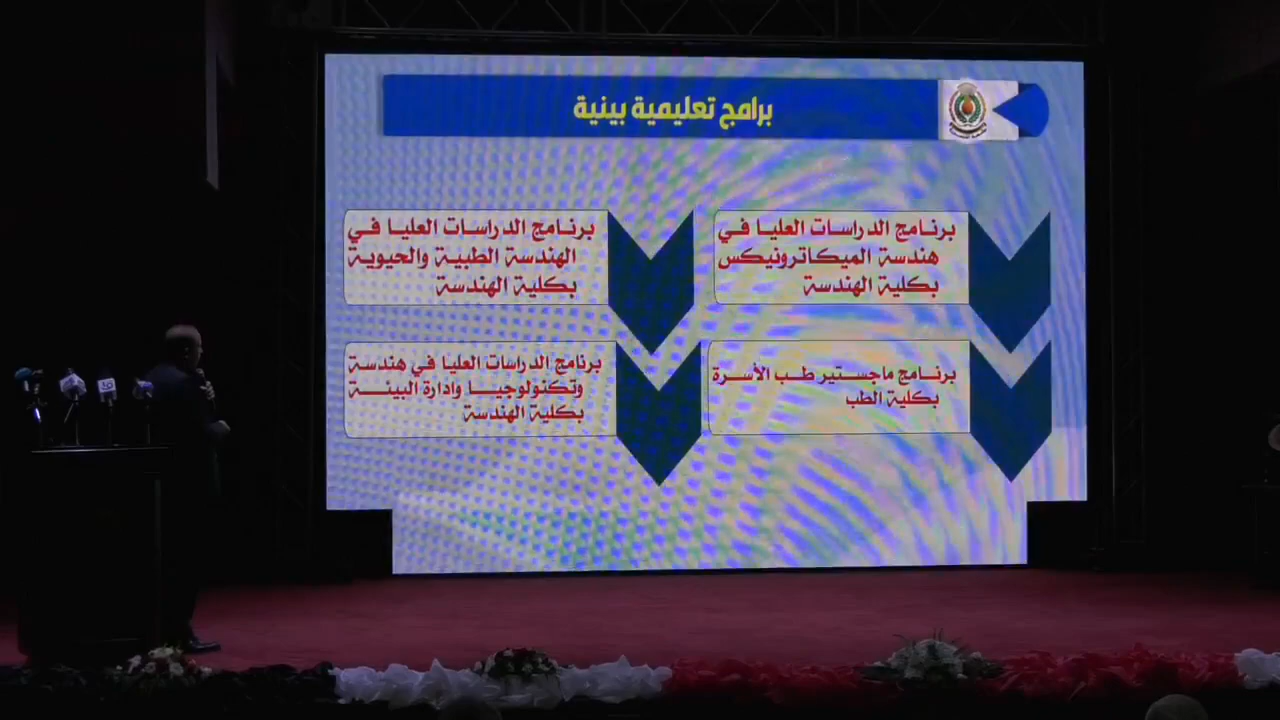 برامج تعليمية بينية
برنامج الدراسات العليا في
هندسة الميكاترونيكس
بكلية الهندسة
برنامج الدراسات العليا في
الهندسة الطبية والحيوية
بكلية الهندسة
برنامج ماجستير طب الأسرة
بكلية الطب
برنامج الدراسات العليا في هندسة
وتكنولوجيا وادارة البيئة
بكلية الهندسة